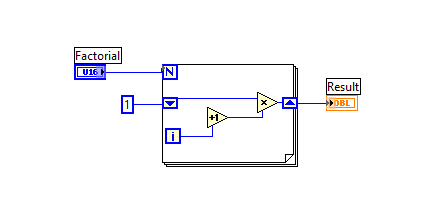 Factorial
U16
N
Result
1
×
DBL
+1
i